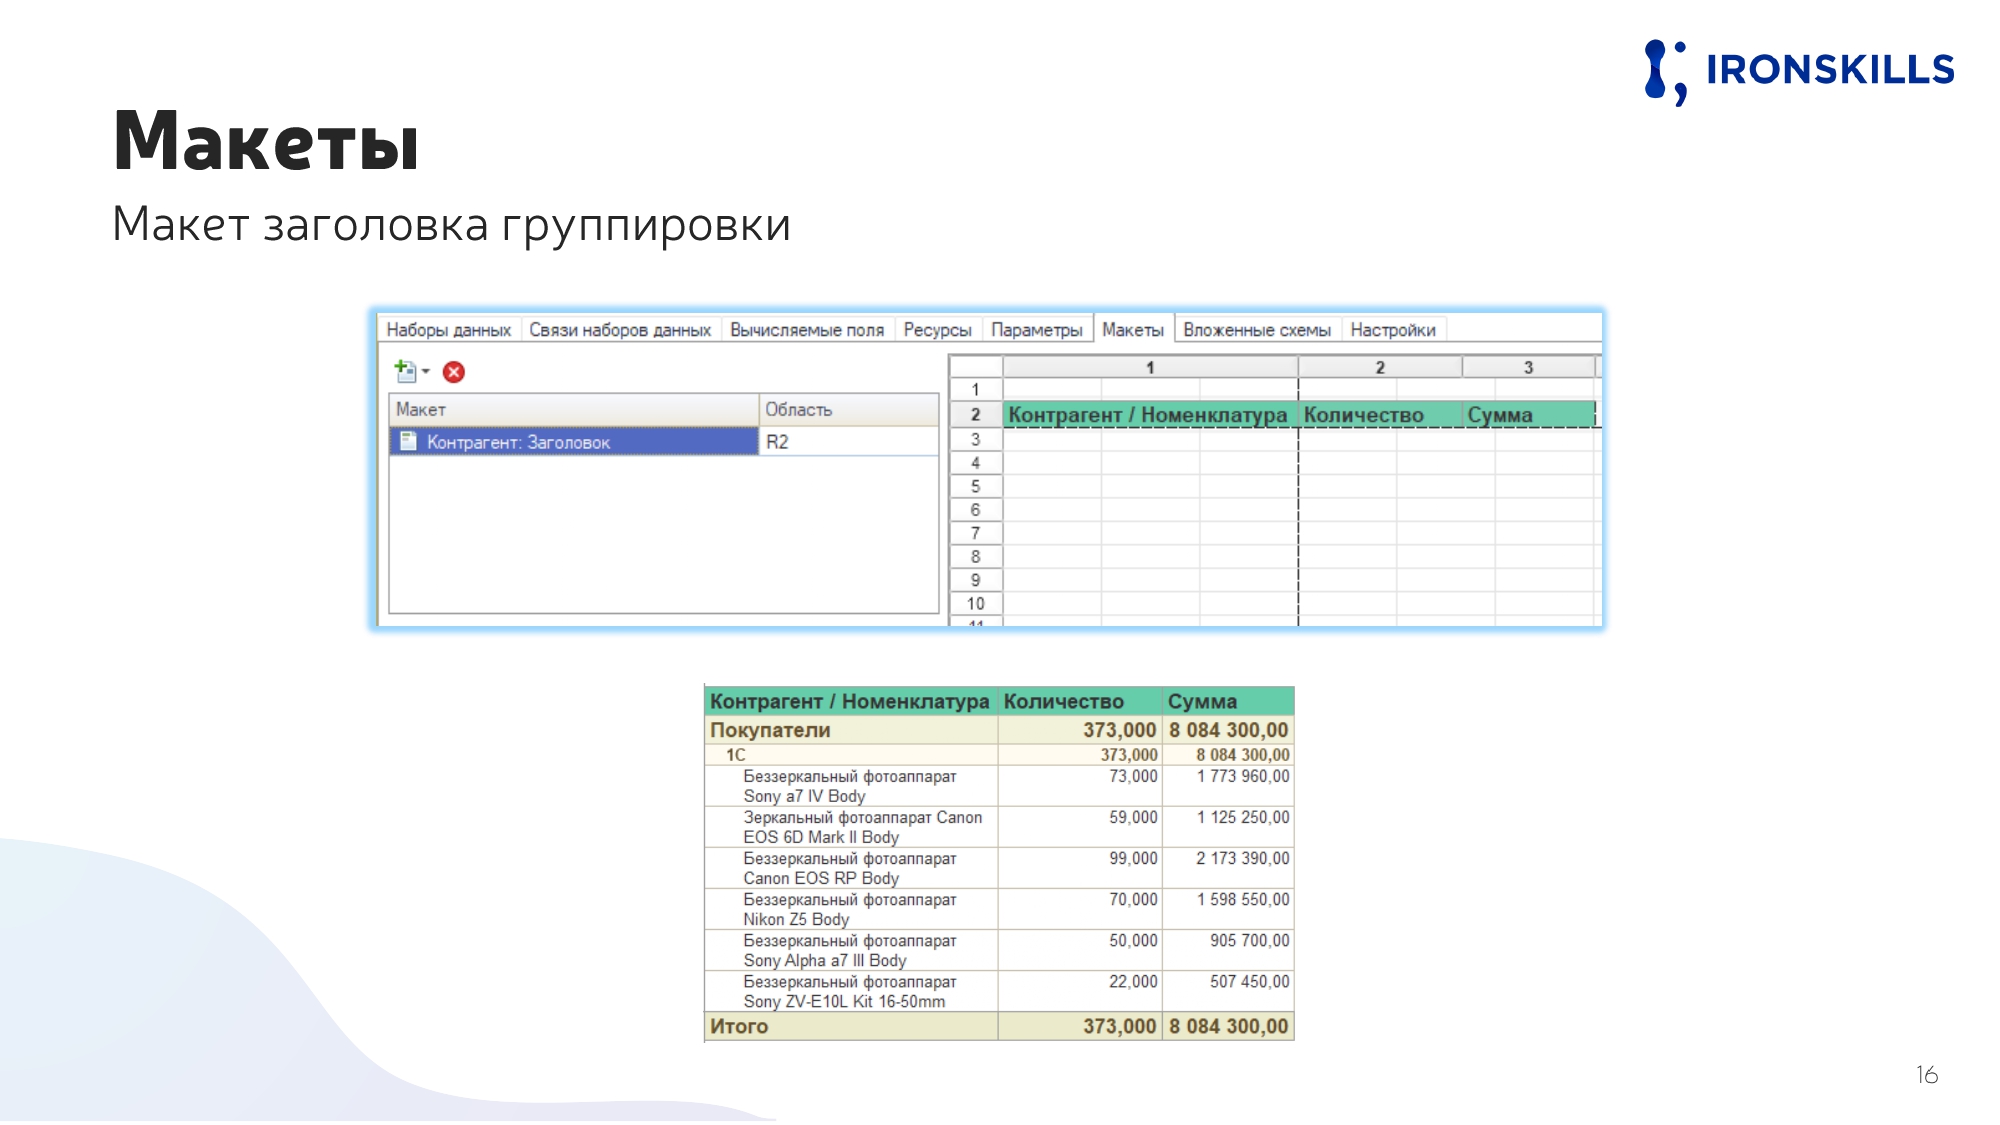 IRONSKILLS
Макеты
Макет заголовка группировки
Наборы данных Связи наборов данных Вычисляемые поля Ресурсы Параметры Макеты Вложенные схемы Настройки
1 2 3
Макет Область
Контрагент: Заголовок R2
1
2 Контрагент / Номенклатура Количество Сумма
3
4
5
6
7
8
9
10
11
Контрагент / Номенклатура Количество Сумма
Покупатели 373,000 8 084 300,00
1С 373,000 8 084 300,00
Беззеркальный фотоаппарат 73,000 1 773 960,00
Sony a7 IV Body
Зеркальный фотоаппарат Canon 59,000 1 125 250,00
EOS 6D Mark II Body
Беззеркальный фотоаппарат 99,000 2 173 390,00
Canon EOS RP Body
Беззеркальный фотоаппарат 70,000 1 598 550,00
Nikon Z5 Body
Беззеркальный фотоаппарат 50,000 905 700,00
Sony Alpha a7 III Body
Беззеркальный фотоаппарат 22,000 507 450,00
Sony ZV-E10L Kit 16-50mm
Итого 373,000 8 084 300,00
16